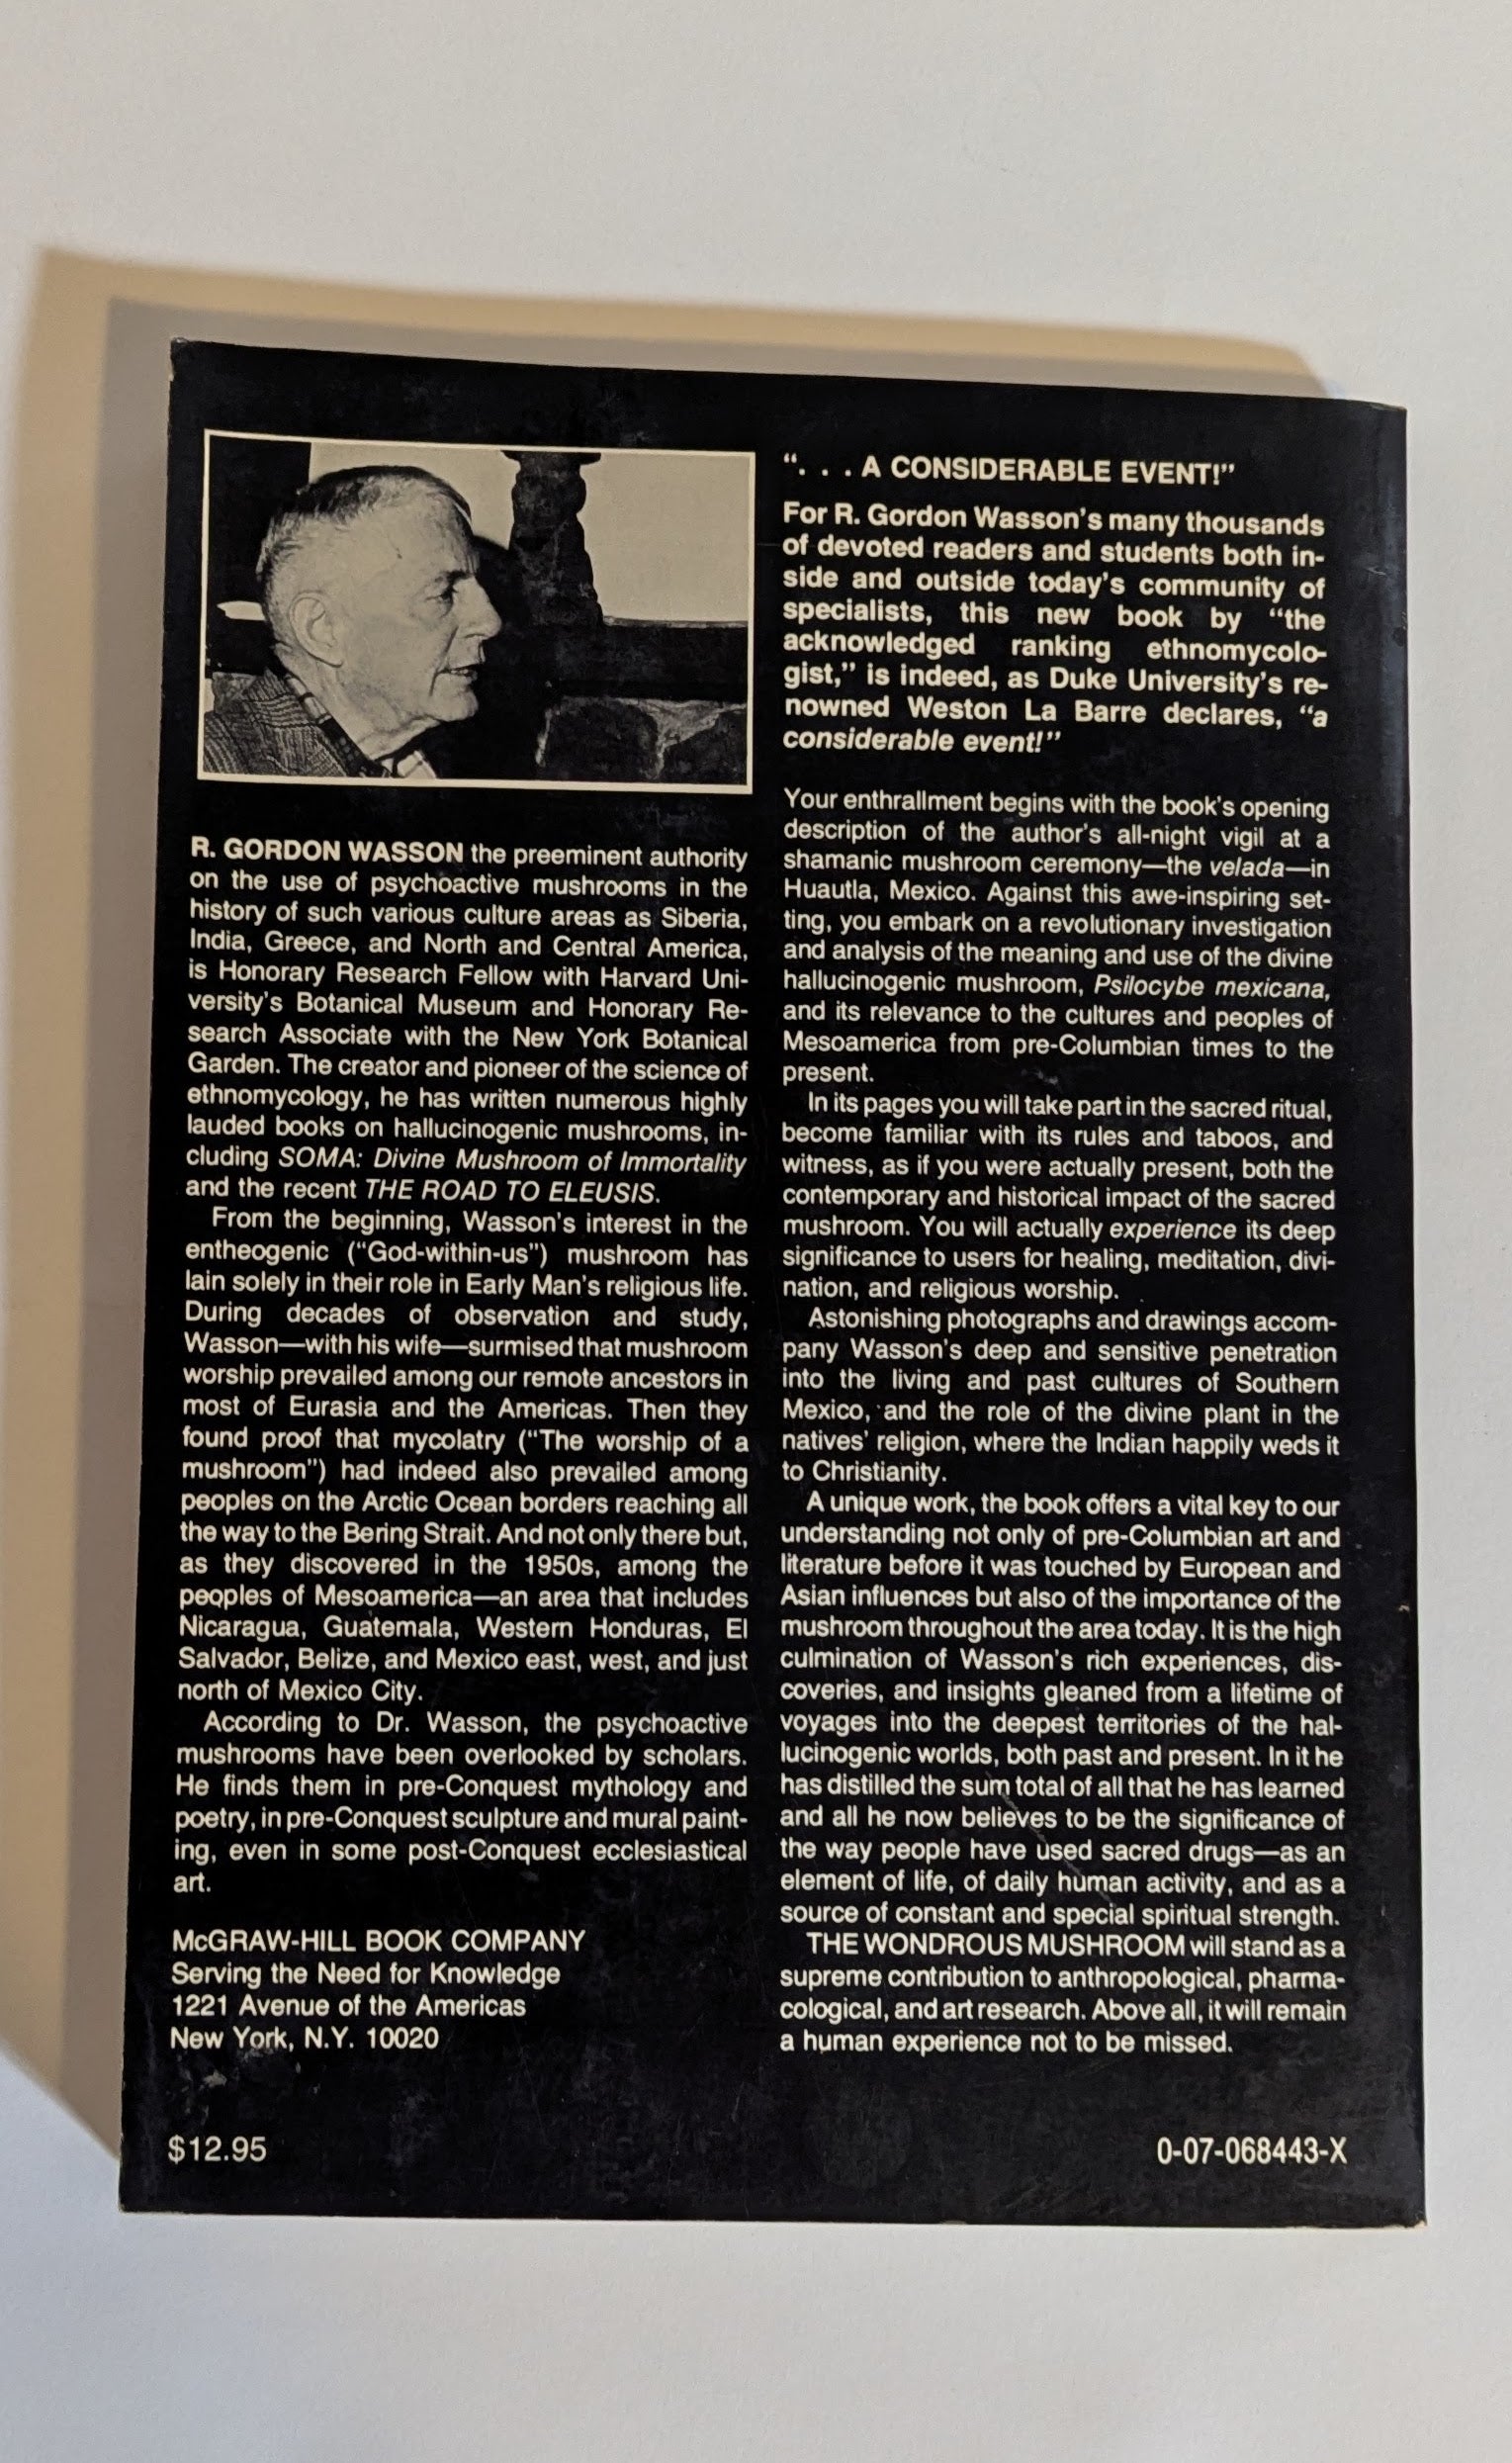 R. GORDON WASSON the preeminent authority
on the use of psychoactive mushrooms in the
history of such various culture areas as Siberia,
India, Greece, and North and Central America,
is Honorary Research Fellow with Harvard Uni-
versity's Botanical Museum and Honorary Re-
search Associate with the New York Botanical
Garden. The creator and pioneer of the science of
ethnomycology, he has written numerous highly
lauded books on hallucinogenic mushrooms, in-
cluding SOMA: Divine Mushroom of Immortality
and the recent THE ROAD TO ELEUSIS.
From the beginning, Wasson's interest in the
entheogenic (“God-within-us”) mushroom has
lain solely in their role in Early Man's religious life.
During decades of observation and study,
Wasson—with his wife—surmised that mushroom
worship prevailed among our remote ancestors in
most of Eurasia and the Americas. Then they
found proof that mycolatry (“The worship of a
mushroom”) had indeed also prevailed among
peoples on the Arctic Ocean borders reaching all
the way to the Bering Strait. And not only there but,
as they discovered in the 1950s, among the
peoples of Mesoamerica—an area that includes
Nicaragua, Guatemala, Western Honduras, El
Salvador, Belize, and Mexico east, west, and just
north of Mexico City.
According to Dr. Wasson, the psychoactive
mushrooms have been overlooked by scholars.
He finds them in pre-Conquest mythology and
poetry, in pre-Conquest sculpture and mural paint-
ing, even in some post-Conquest ecclesiastical
art.
McGRAW-HILL BOOK COMPANY
Serving the Need for Knowledge
1221 Avenue of the Americas
New York, N.Y. 10020
$12.95
“. . . A CONSIDERABLE EVENT!”
For R. Gordon Wasson's many thousands
of devoted readers and students both in-
side and outside today's community of
specialists, this new book by “the
acknowledged ranking ethnomycolo-
gist,” is indeed, as Duke University's re-
nowned Weston La Barre declares, “a
considerable event!”
Your enthrallment begins with the book's opening
description of the author's all-night vigil at a
shamanic mushroom ceremony—the velada—in
Huautla, Mexico. Against this awe-inspiring set-
ting, you embark on a revolutionary investigation
and analysis of the meaning and use of the divine
hallucinogenic mushroom, Psilocybe mexicana,
and its relevance to the cultures and peoples of
Mesoamerica from pre-Columbian times to the
present.
In its pages you will take part in the sacred ritual,
become familiar with its rules and taboos, and
witness, as if you were actually present, both the
contemporary and historical impact of the sacred
mushroom. You will actually experience its deep
significance to users for healing, meditation, divi-
nation, and religious worship.
Astonishing photographs and drawings accom-
pany Wasson's deep and sensitive penetration
into the living and past cultures of Southern
Mexico, and the role of the divine plant in the
natives' religion, where the Indian happily weds it
to Christianity.
A unique work, the book offers a vital key to our
understanding not only of pre-Columbian art and
literature before it was touched by European and
Asian influences but also of the importance of the
mushroom throughout the area today. It is the high
culmination of Wasson's rich experiences, dis-
coveries, and insights gleaned from a lifetime of
voyages into the deepest territories of the hal-
lucinogenic worlds, both past and present. In it he
has distilled the sum total of all that he has learned
and all he now believes to be the significance of
the way people have used sacred drugs—as an
element of life, of daily human activity, and as a
source of constant and special spiritual strength.
THE WONDROUS MUSHROOM will stand as a
supreme contribution to anthropological, pharma-
cological, and art research. Above all, it will remain
a human experience not to be missed.
0-07-068443-X